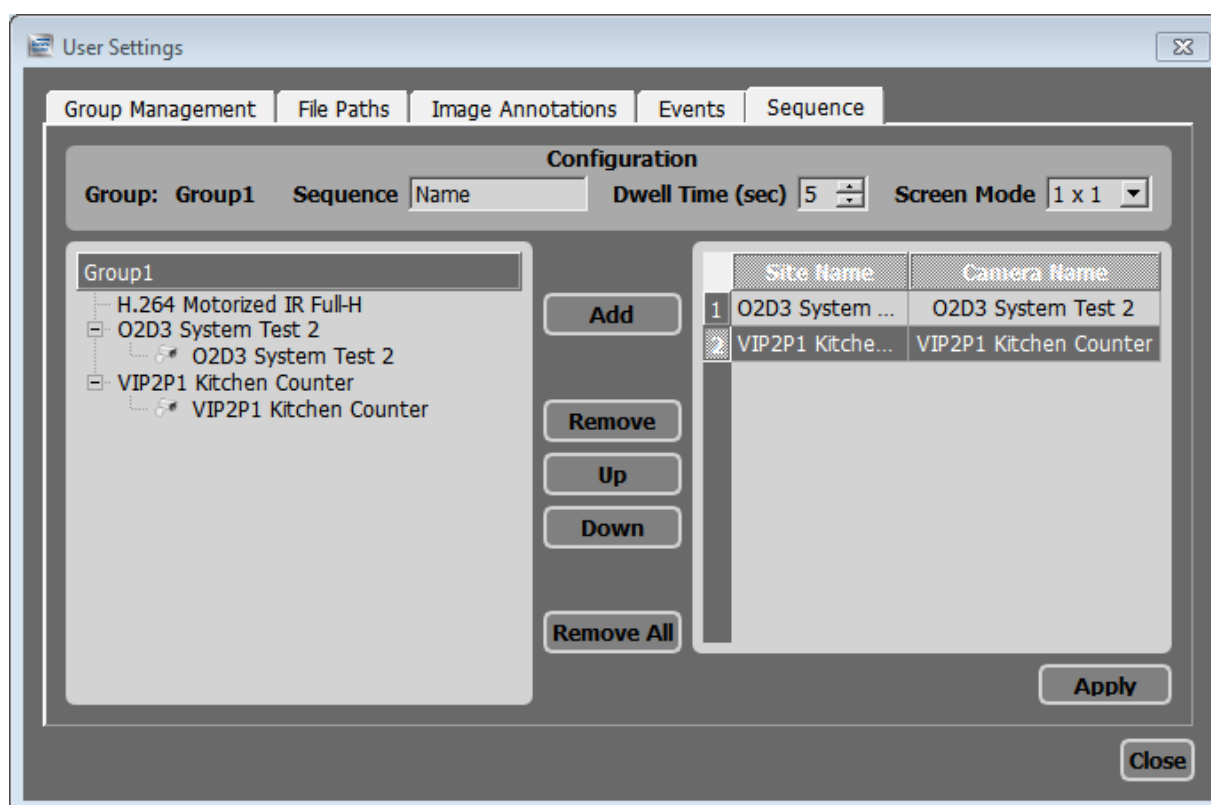 User Settings
Group Management File Paths Image Annotations Events Sequence
Configuration
Group: Group1 Sequence Name Dwell Time (sec) 5 Screen Mode 1 x 1
Group1
H.264 Motorized IR Full-H
O2D3 System Test 2
O2D3 System Test 2
VIP2P1 Kitchen Counter
VIP2P1 Kitchen Counter
Add
Remove
Up
Down
Remove All
Site Name Camera Name
1 O2D3 System ... O2D3 System Test 2
2 VIP2P1 Kitche... VIP2P1 Kitchen Counter
Apply
Close